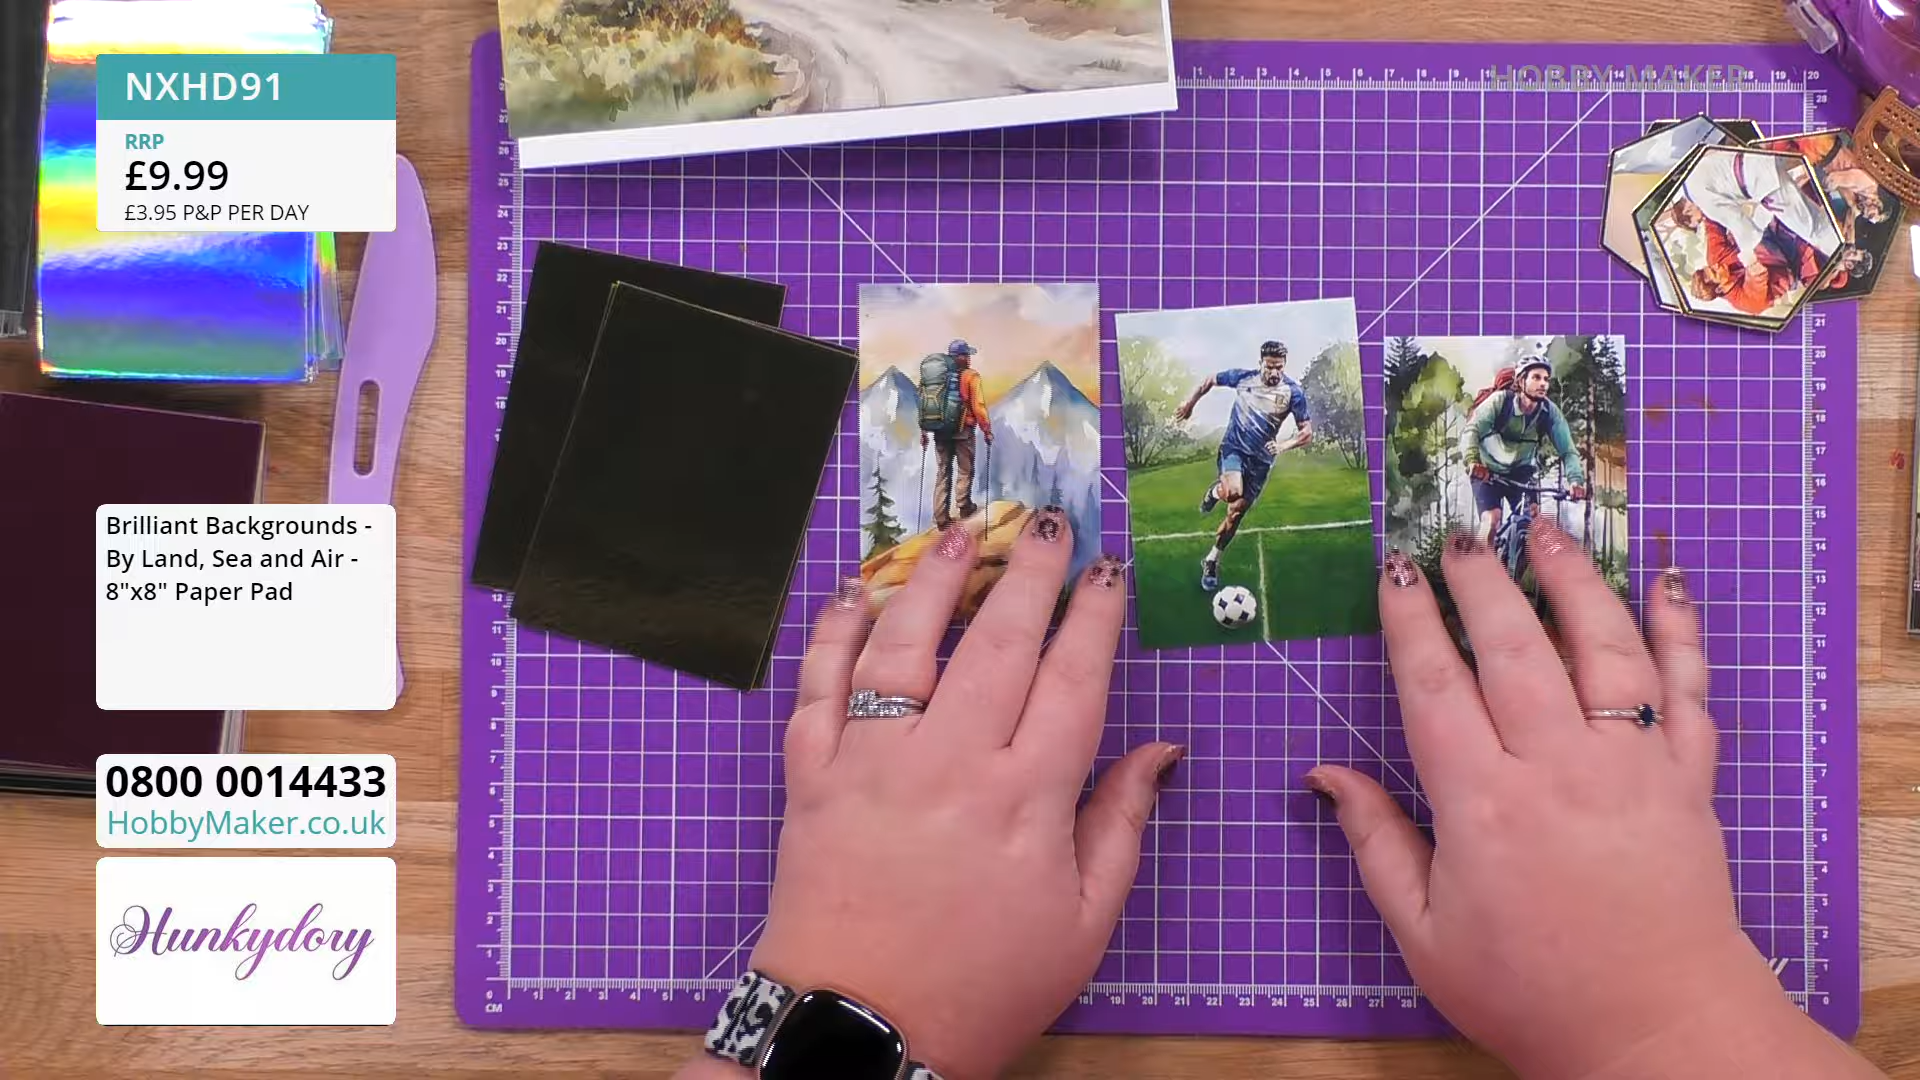 NXHD91
RRP
£9.99
£3.95 P&P PER DAY
HOBBY MAKER
Brilliant Backgrounds -
By Land, Sea and Air -
8"x8" Paper Pad
0800 0014433
HobbyMaker.co.uk
Hunkydory